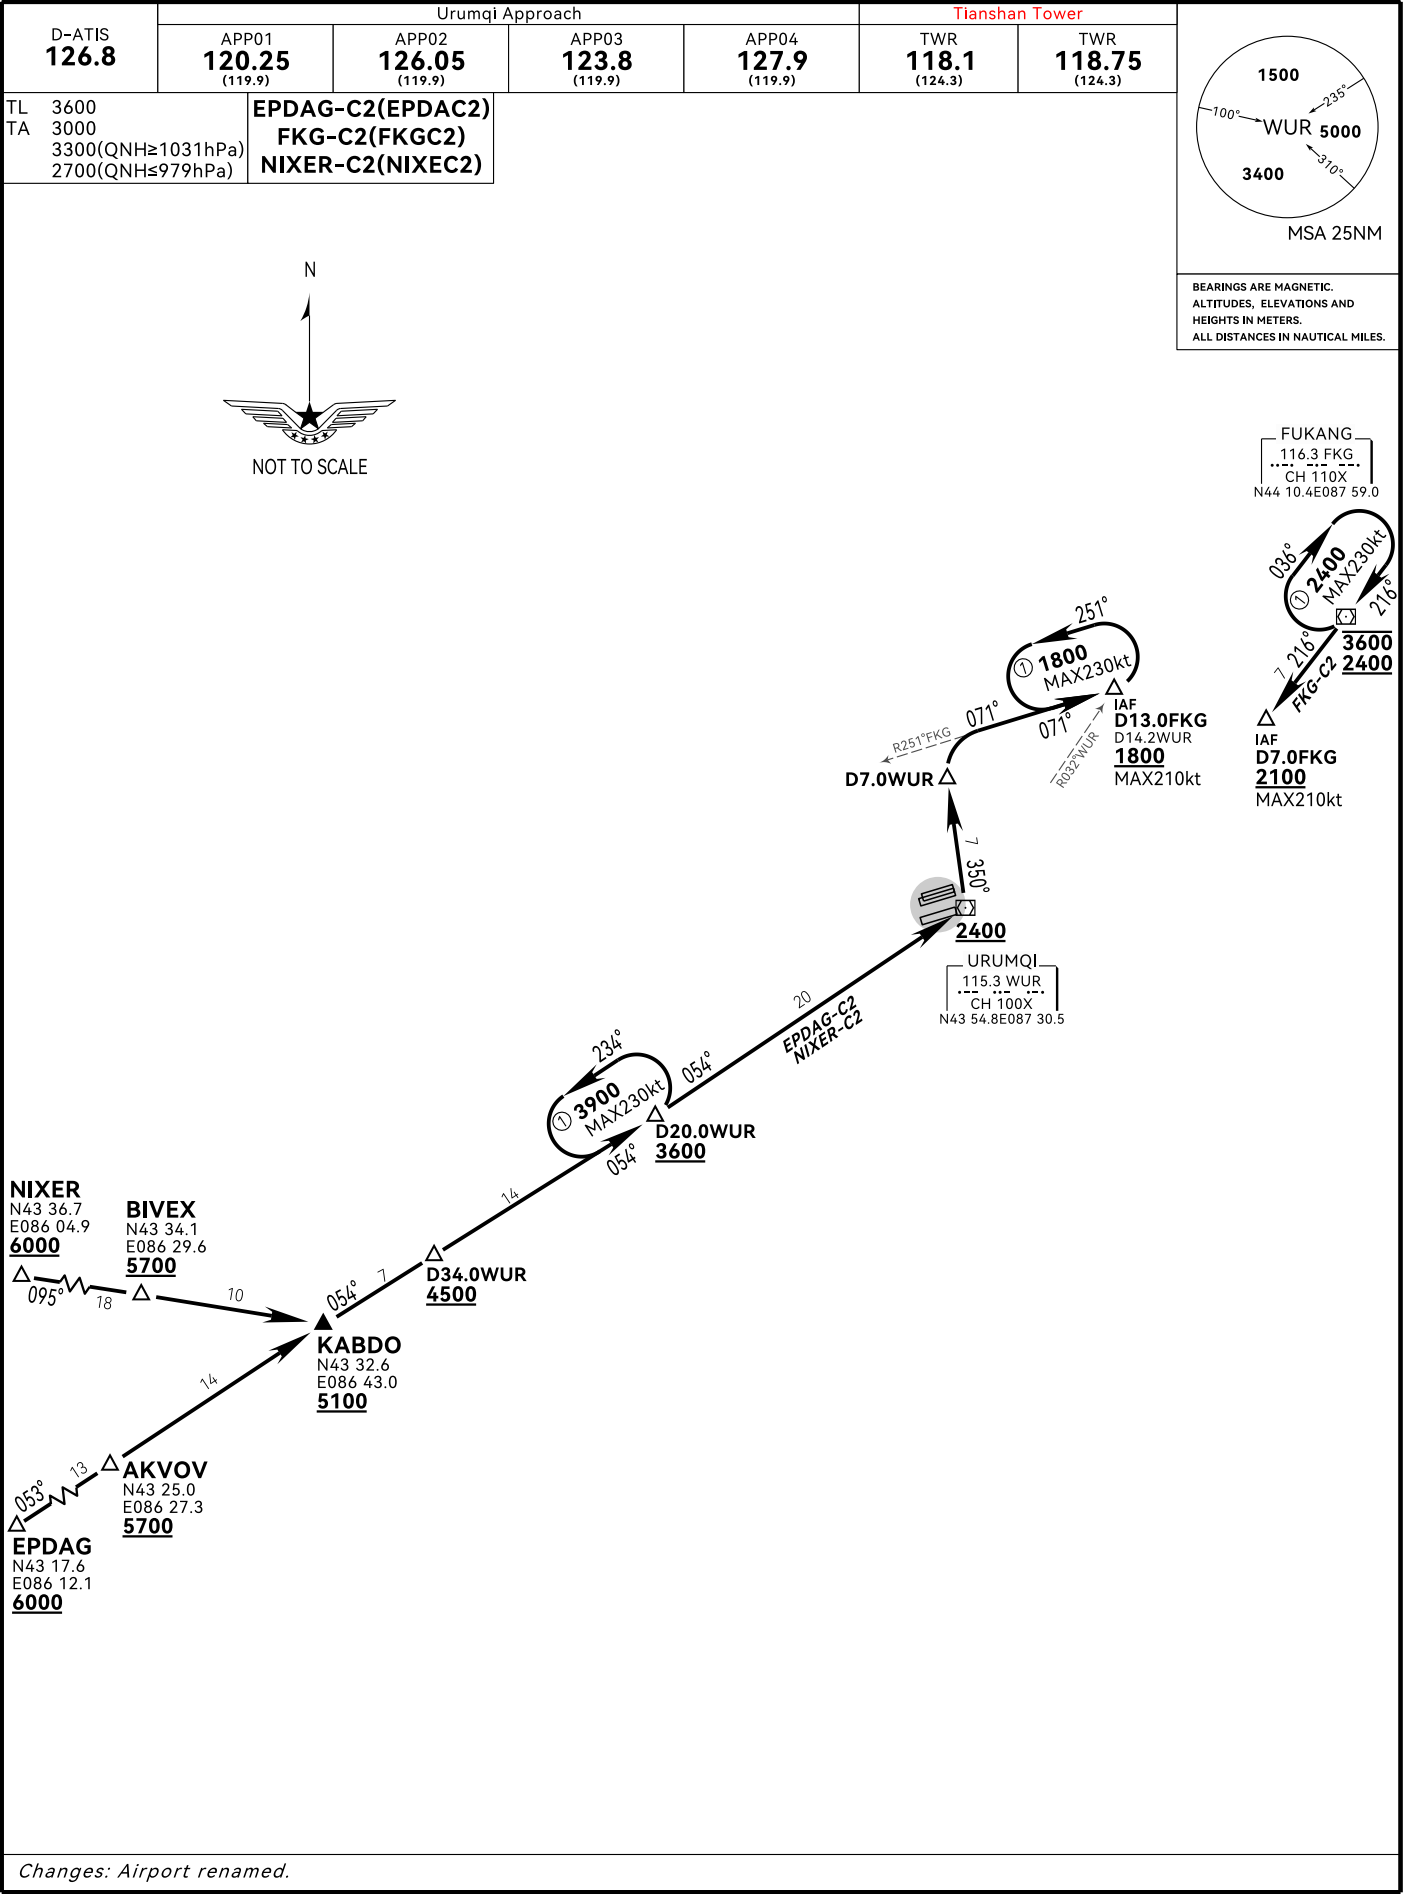 D-ATIS
126.8
Urumqi Approach
APP01
120.25
(119.9)
APP02
126.05
(119.9)
APP03
123.8
(119.9)
APP04
127.9
(119.9)
Tianshan Tower
TWR
118.1
(124.3)
TWR
118.75
(124.3)
TL 3600
TA 3000
3300(QNH≥1031hPa)
2700(QNH≤979hPa)
EPDAG-C2(EPDAC2)
FKG-C2(FKGC2)
NIXER-C2(NIXEC2)
1500
235°
100°
WUR 5000
310°
3400
MSA 25NM
BEARINGS ARE MAGNETIC.
ALTITUDES, ELEVATIONS AND
HEIGHTS IN METERS.
ALL DISTANCES IN NAUTICAL MILES.
N
NOT TO SCALE
FUKANG
116.3 FKG
CH 110X
N44 10.4E087 59.0
036°
① 2400
MAX230kt
216°
3600
2400
216°
7
FKG-C2
IAF
D7.0FKG
2100
MAX210kt
251°
① 1800
MAX230kt
071°
071°
R251°FKG
R032°WUR
IAF
D13.0FKG
D14.2WUR
1800
MAX210kt
D7.0WUR
7
350°
2400
URUMQI
115.3 WUR
CH 100X
N43 54.8E087 30.5
20
EPDAG-C2
NIXER-C2
054°
234°
① 3900
MAX230kt
054°
D20.0WUR
3600
14
NIXER
N43 36.7
E086 04.9
6000
095°
18
BIVEX
N43 34.1
E086 29.6
5700
10
054°
7
D34.0WUR
4500
KABDO
N43 32.6
E086 43.0
5100
14
AKVOV
N43 25.0
E086 27.3
5700
13
053°
EPDAG
N43 17.6
E086 12.1
6000
Changes: Airport renamed.